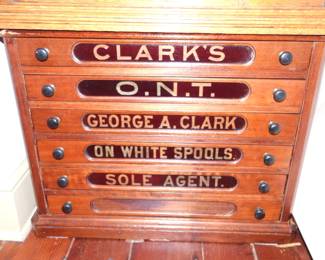 CLARK'S
O.N.T.
GEORGE A. CLARK
ON WHITE SPOOLS.
SOLE AGENT.